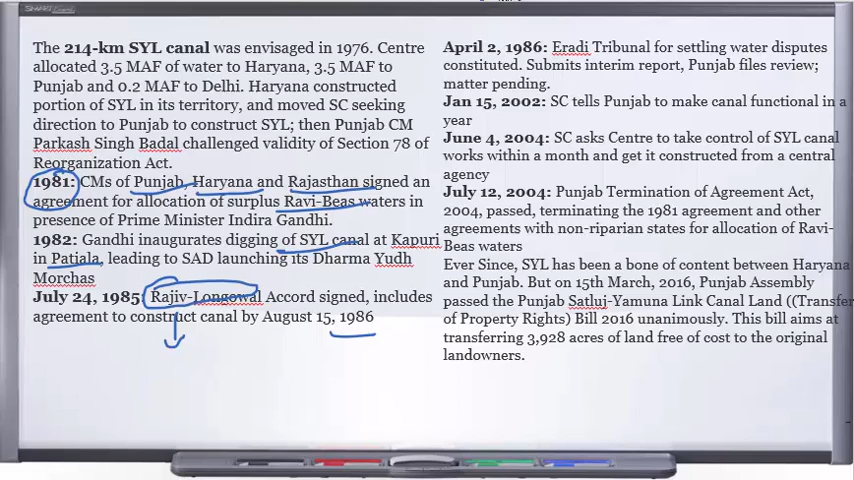 SMART
The 214-km SYL canal was envisaged in 1976. Centre
allocated 3.5 MAF of water to Haryana, 3.5 MAF to
Punjab and 0.2 MAF to Delhi. Haryana constructed
portion of SYL in its territory, and moved SC seeking
direction to Punjab to construct SYL; then Punjab CM
Parkash Singh Badal challenged validity of Section 78 of
Reorganization Act.
1981: CMs of Punjab, Haryana and Rajasthan signed an
agreement for allocation of surplus Ravi-Beas waters in
presence of Prime Minister Indira Gandhi.
1982: Gandhi inaugurates digging of SYL canal at Kapuri
in Patiala, leading to SAD launching its Dharma Yudh
Morchas
July 24, 1985: Rajiv-Longowal Accord signed, includes
agreement to construct canal by August 15, 1986
April 2, 1986: Eradi Tribunal for settling water disputes
constituted. Submits interim report, Punjab files review;
matter pending.
Jan 15, 2002: SC tells Punjab to make canal functional in a
year
June 4, 2004: SC asks Centre to take control of SYL canal
works within a month and get it constructed from a central
agency
July 12, 2004: Punjab Termination of Agreement Act,
2004, passed, terminating the 1981 agreement and other
agreements with non-riparian states for allocation of Ravi-
Beas waters
Ever Since, SYL has been a bone of content between Haryana
and Punjab. But on 15th March, 2016, Punjab Assembly
passed the Punjab Satluj-Yamuna Link Canal Land ((Transfer
of Property Rights) Bill 2016 unanimously. This bill aims at
transferring 3,928 acres of land free of cost to the original
landowners.